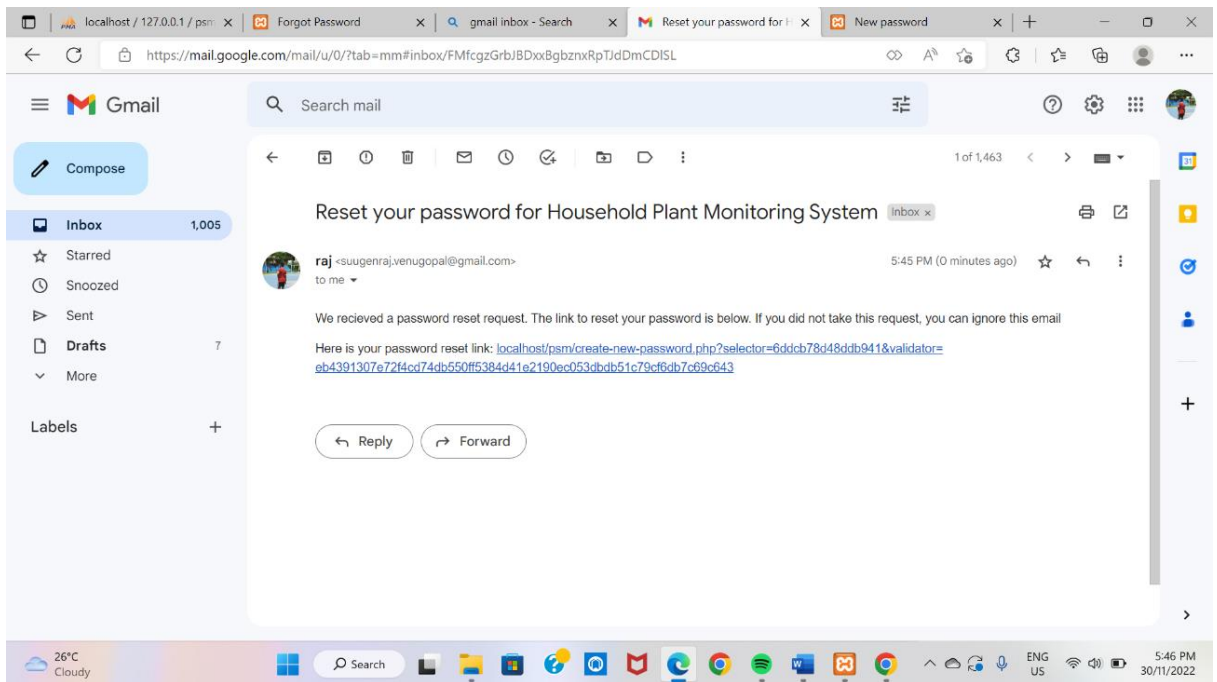 localhost / 127.0.0.1 / psm
Forgot Password
gmail inbox - Search
Reset your password for H
New password
https://mail.google.com/mail/u/0/?tab=mm#inbox/FMfcgzGrbJBDxxBgbznxRpTJdDmCDlSL
Gmail
Search mail
Compose
1 of 1,463
Reset your password for Household Plant Monitoring System Inbox x
Inbox 1,005
Starred
Snoozed
Sent
Drafts 7
More
Labels
raj <suugenraj.venugopal@gmail.com> 5:45 PM (0 minutes ago)
to me
We recieved a password reset request. The link to reset your password is below. If you did not take this request, you can ignore this email
Here is your password reset link: localhost/psm/create-new-password.php?selector=6ddcb78d48ddb941&validator=
eb4391307e72f4cd74db550ff5384d41e2190ec053dbdb51c79cf6db7c69c643
Reply Forward
26°C
Cloudy
Search
ENG
US
5:46 PM
30/11/2022